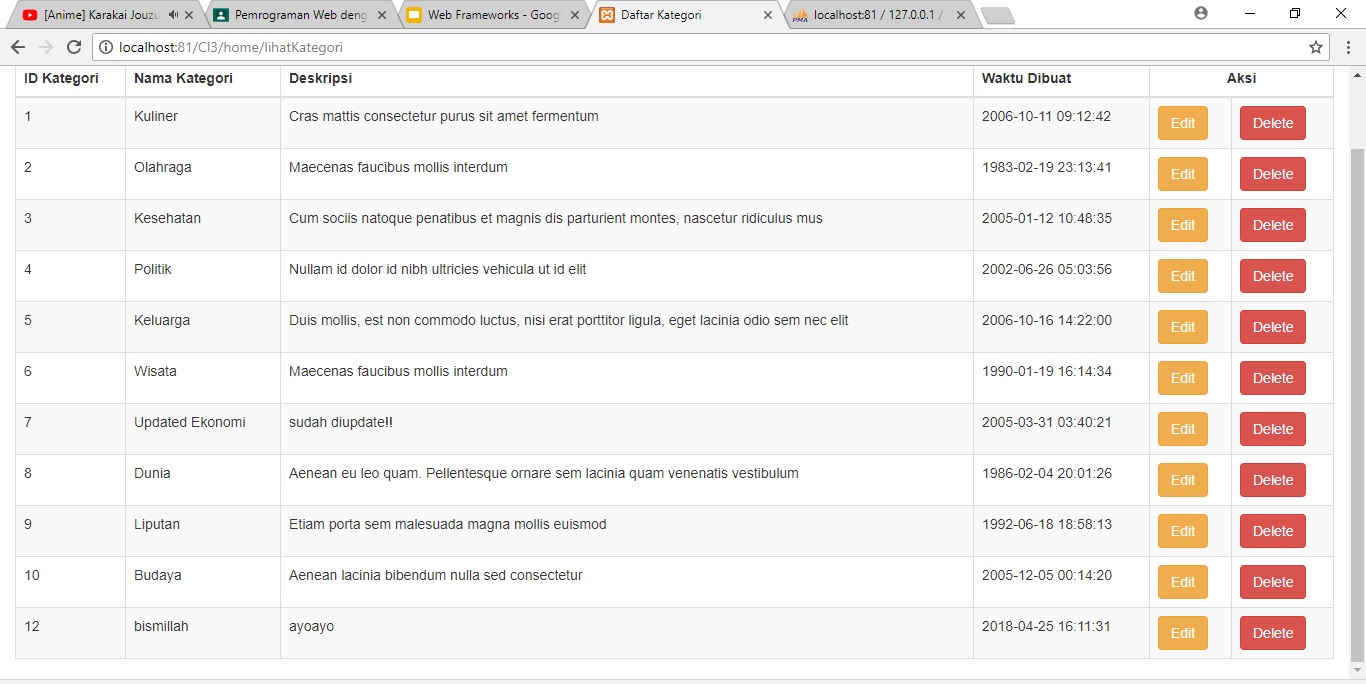 [Anime] Karakai Jouzu Pemrograman Web deng Web Frameworks - Goog Daftar Kategori localhost:81 / 127.0.0.1 /
localhost:81/CI3/home/lihatKategori
ID Kategori Nama Kategori Deskripsi Waktu Dibuat Aksi
1 Kuliner Cras mattis consectetur purus sit amet fermentum 2006-10-11 09:12:42 Edit Delete
2 Olahraga Maecenas faucibus mollis interdum 1983-02-19 23:13:41 Edit Delete
3 Kesehatan Cum sociis natoque penatibus et magnis dis parturient montes, nascetur ridiculus mus 2005-01-12 10:48:35 Edit Delete
4 Politik Nullam id dolor id nibh ultricies vehicula ut id elit 2002-06-26 05:03:56 Edit Delete
5 Keluarga Duis mollis, est non commodo luctus, nisi erat porttitor ligula, eget lacinia odio sem nec elit 2006-10-16 14:22:00 Edit Delete
6 Wisata Maecenas faucibus mollis interdum 1990-01-19 16:14:34 Edit Delete
7 Updated Ekonomi sudah diupdate!! 2005-03-31 03:40:21 Edit Delete
8 Dunia Aenean eu leo quam. Pellentesque ornare sem lacinia quam venenatis vestibulum 1986-02-04 20:01:26 Edit Delete
9 Liputan Etiam porta sem malesuada magna mollis euismod 1992-06-18 18:58:13 Edit Delete
10 Budaya Aenean lacinia bibendum nulla sed consectetur 2005-12-05 00:14:20 Edit Delete
12 bismillah ayoayo 2018-04-25 16:11:31 Edit Delete